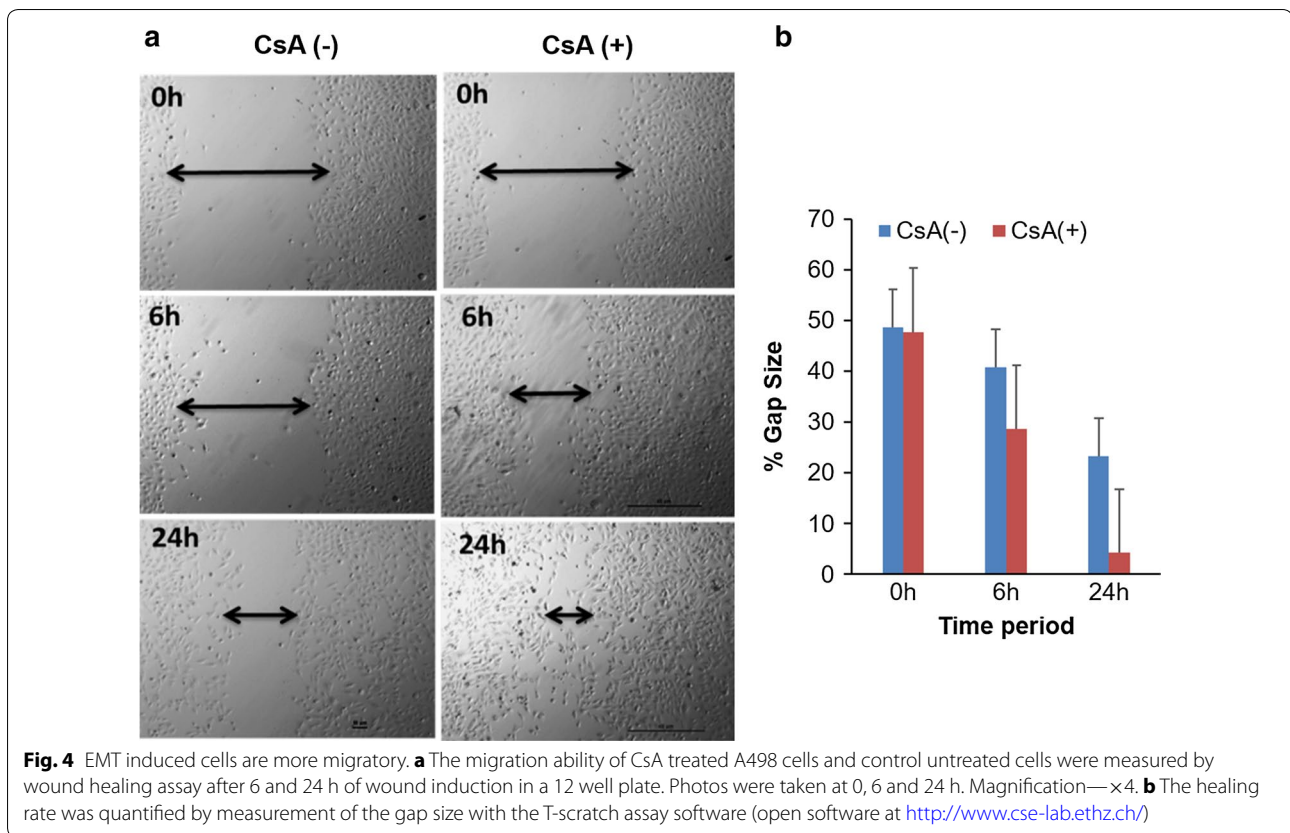 a
CsA (-)
CsA (+)
0h
0h
6h
6h
24h
24h
b
70
60
50
40
30
20
10
0
% Gap Size
CsA(-) CsA(+)
0h 6h 24h
Time period
Fig. 4 EMT induced cells are more migratory. a The migration ability of CsA treated A498 cells and control untreated cells were measured by
wound healing assay after 6 and 24 h of wound induction in a 12 well plate. Photos were taken at 0, 6 and 24 h. Magnification—×4. b The healing
rate was quantified by measurement of the gap size with the T-scratch assay software (open software at http://www.cse-lab.ethz.ch/)